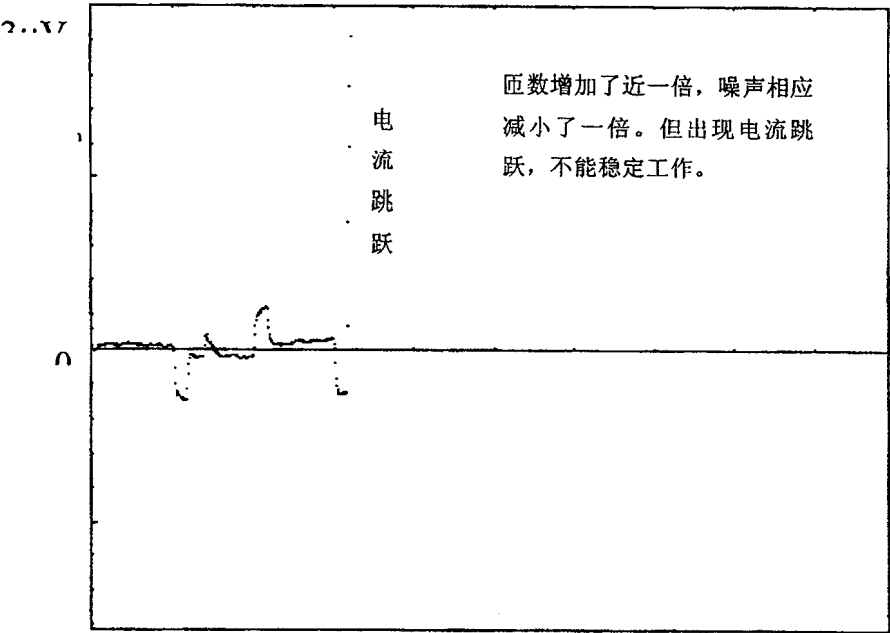 电流跳跃
匝数增加了近一倍，噪声相应
减小了一倍。但出现电流跳
跃，不能稳定工作。
0